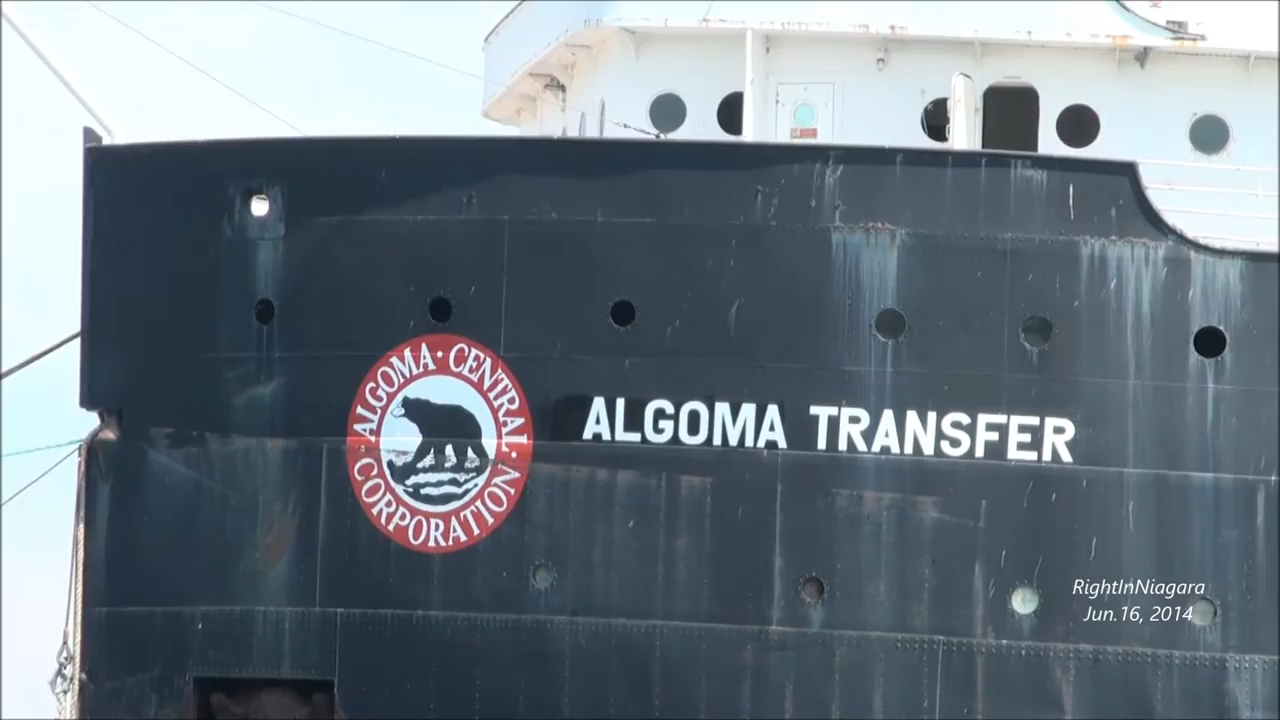 ALGOMA · CENTRAL · CORPORATION
ALGOMA TRANSFER
RightInNiagara
Jun.16, 2014